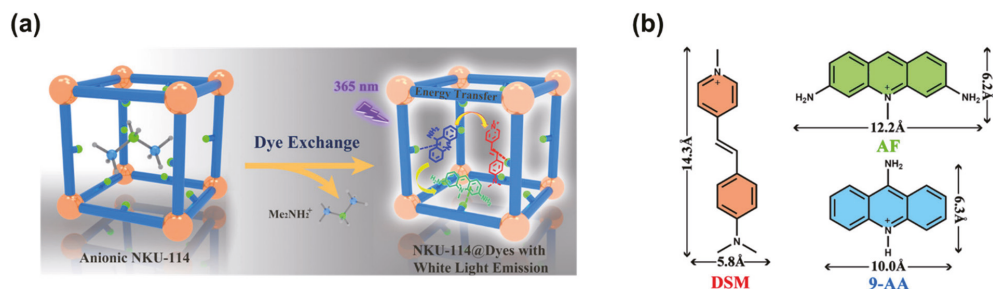 (a)
365 nm
Energy Transfer
NH₂
Dye Exchange
Me₂NH₂⁺
Anionic NKU-114
NKU-114@Dyes with
White Light Emission
(b)
14.3Å
N
+
N
5.8Å
DSM
H₂N
N
+
NH₂
6.2Å
12.2Å
AF
NH₂
N
+
H
6.3Å
10.0Å
9-AA